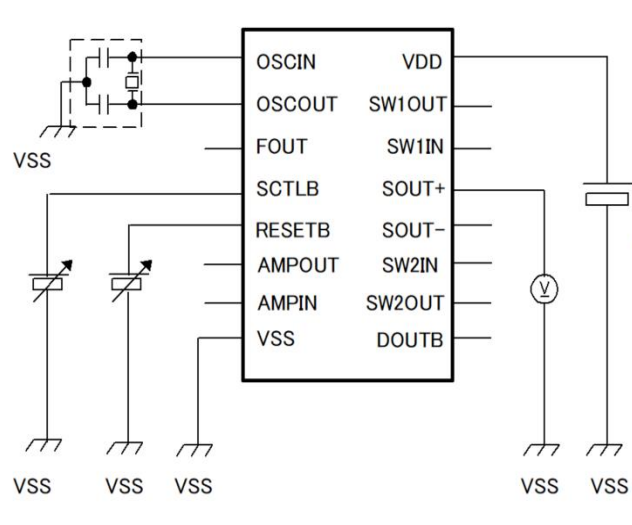 OSCIN VDD
OSCOUT SW1OUT
FOUT SW1IN
SCTLB SOUT+
RESETB SOUT−
AMPOUT SW2IN
AMPIN SW2OUT
VSS DOUTB
VSS
V
VSS VSS VSS VSS VSS